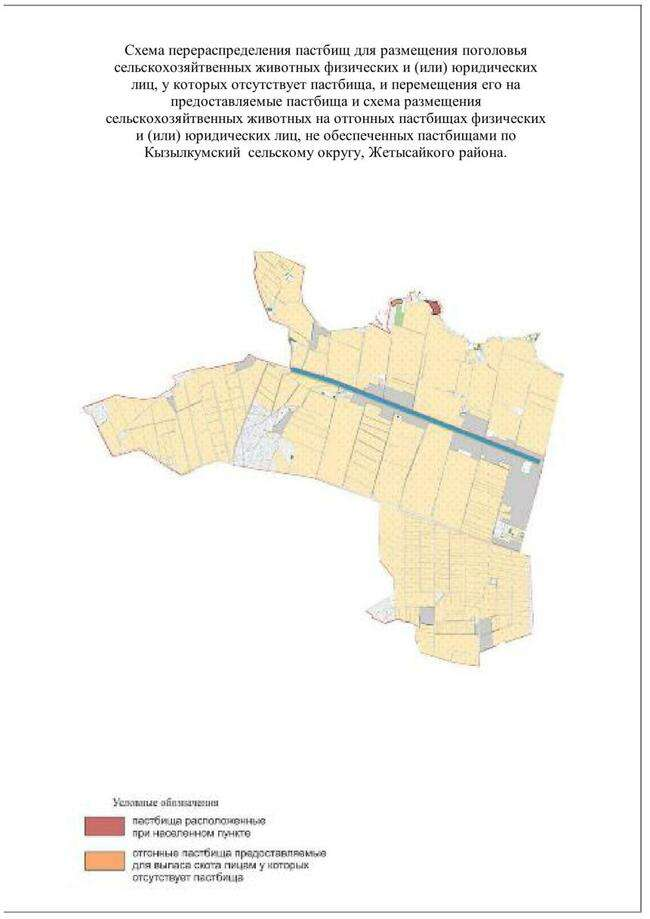 Схема перераспределения пастбищ для размещения поголовья
сельскохозяйтвенных животных физических и (или) юридических
лиц, у которых отсутствует пастбища, и перемещения его на
предоставляемые пастбища и схема размещения
сельскохозяйтвенных животных на отгонных пастбищах физических
и (или) юридических лиц, не обеспеченных пастбищами по
Кызылкумский сельскому округу, Жетысайкого района.
Условные обозначения
пастбища расположенные
при населенном пункте
отгонные пастбища предоставляемые
для выпаса скота лицам у которых
отсутствует пастбища